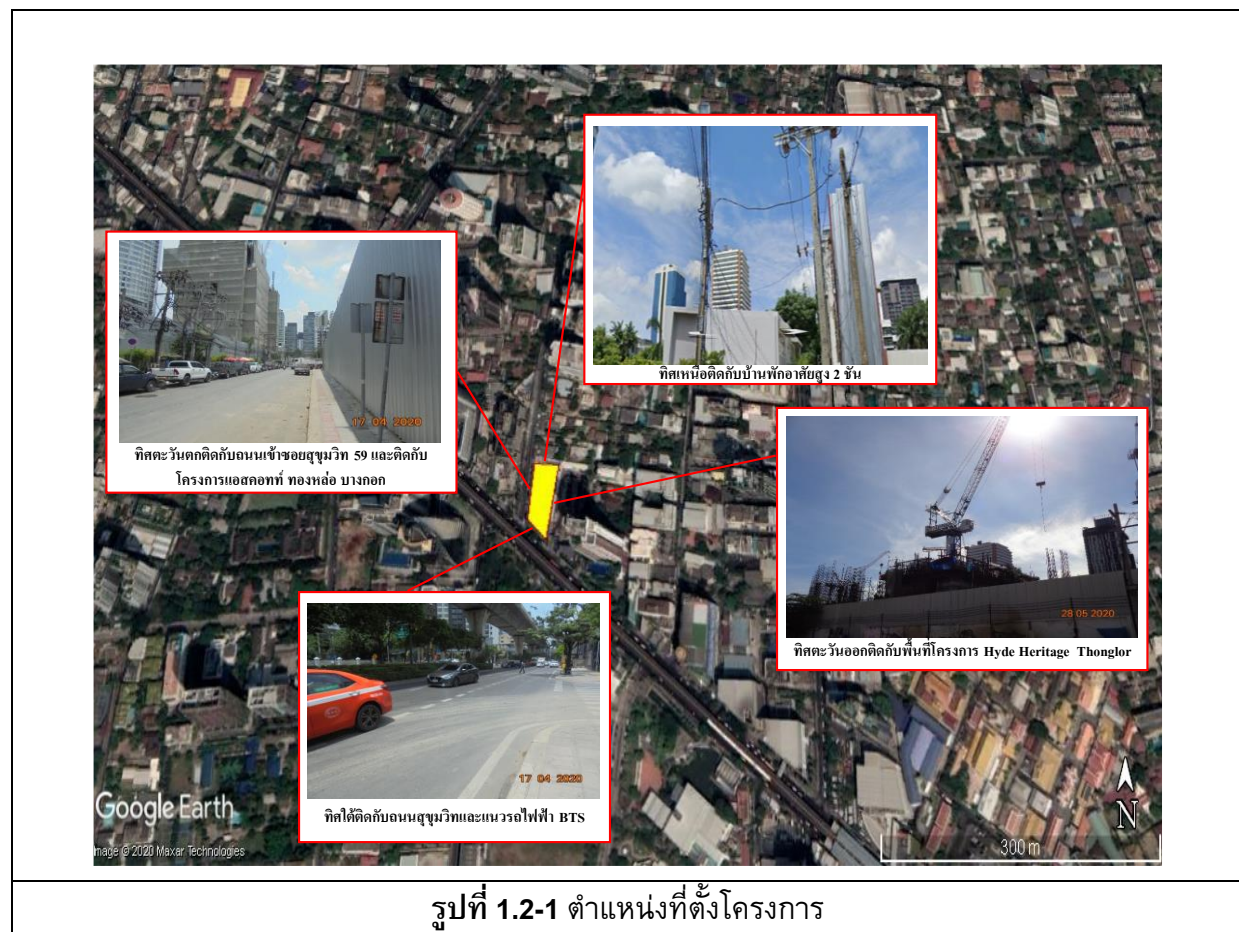 ทิศเหนือติดกับบ้านพักอาศัยสูง 2 ชั้น
17 04 2020
ทิศตะวันตกติดกับถนนเข้าซอยสุขุมวิท 59 และติดกับ
โครงการแอสคอทท์ ทองหล่อ บางกอก
28 05 2020
ทิศตะวันออกติดกับพื้นที่โครงการ Hyde Heritage Thonglor
17 04 2020
ทิศใต้ติดกับถนนสุขุมวิทและแนวรถไฟฟ้า BTS
Google Earth
Image © 2020 Maxar Technologies
N
300 m
รูปที่ 1.2-1 ตำแหน่งที่ตั้งโครงการ